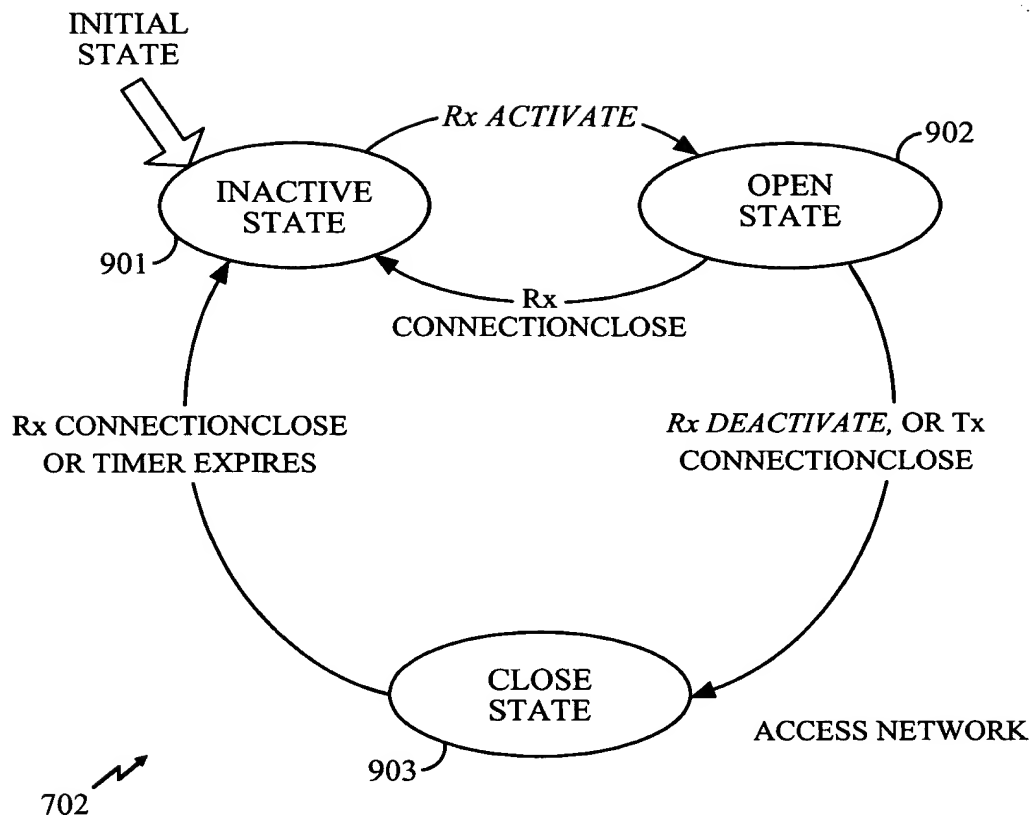 INITIAL
STATE
Rx ACTIVATE
902
INACTIVE
STATE
OPEN
STATE
901
Rx
CONNECTIONCLOSE
Rx CONNECTIONCLOSE
OR TIMER EXPIRES
Rx DEACTIVATE, OR Tx
CONNECTIONCLOSE
CLOSE
STATE
ACCESS NETWORK
903
702